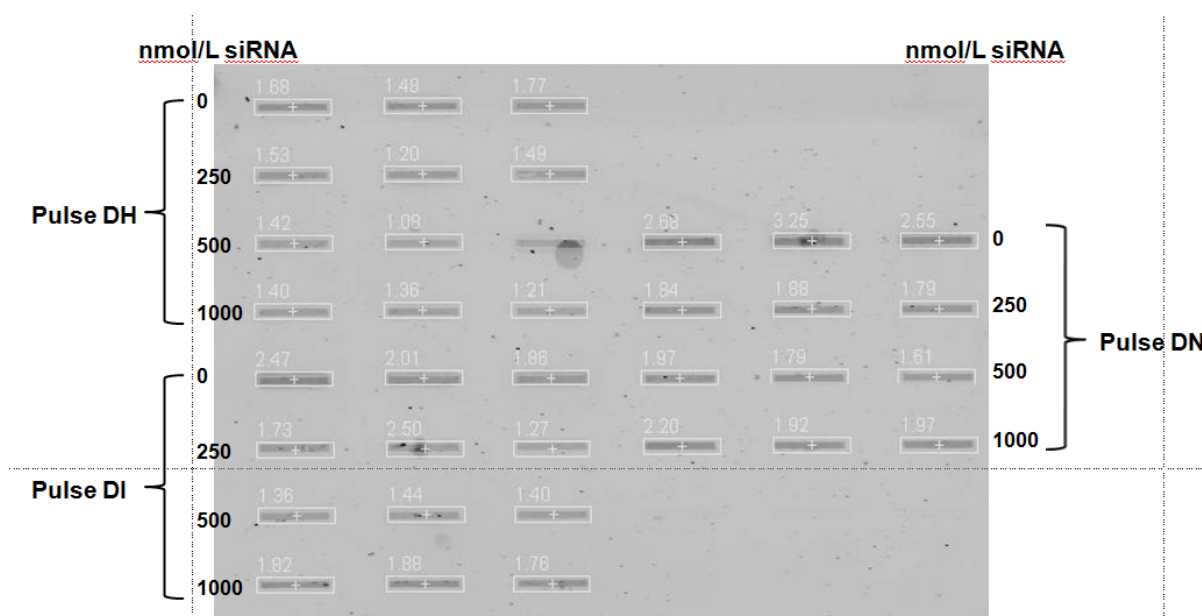 nmol/L siRNA
nmol/L siRNA
0 1.68 1.48 1.77
250 1.53 1.20 1.49
Pulse DH
500 1.42 1.09 2.68 3.25 2.55 0
1000 1.40 1.36 1.21 1.84 1.88 1.79 250
Pulse DN
0 2.47 2.01 1.86 1.97 1.79 1.61 500
250 1.73 2.50 1.27 2.20 1.92 1.97 1000
Pulse DI
500 1.36 1.44 1.40
1000 1.82 1.88 1.76